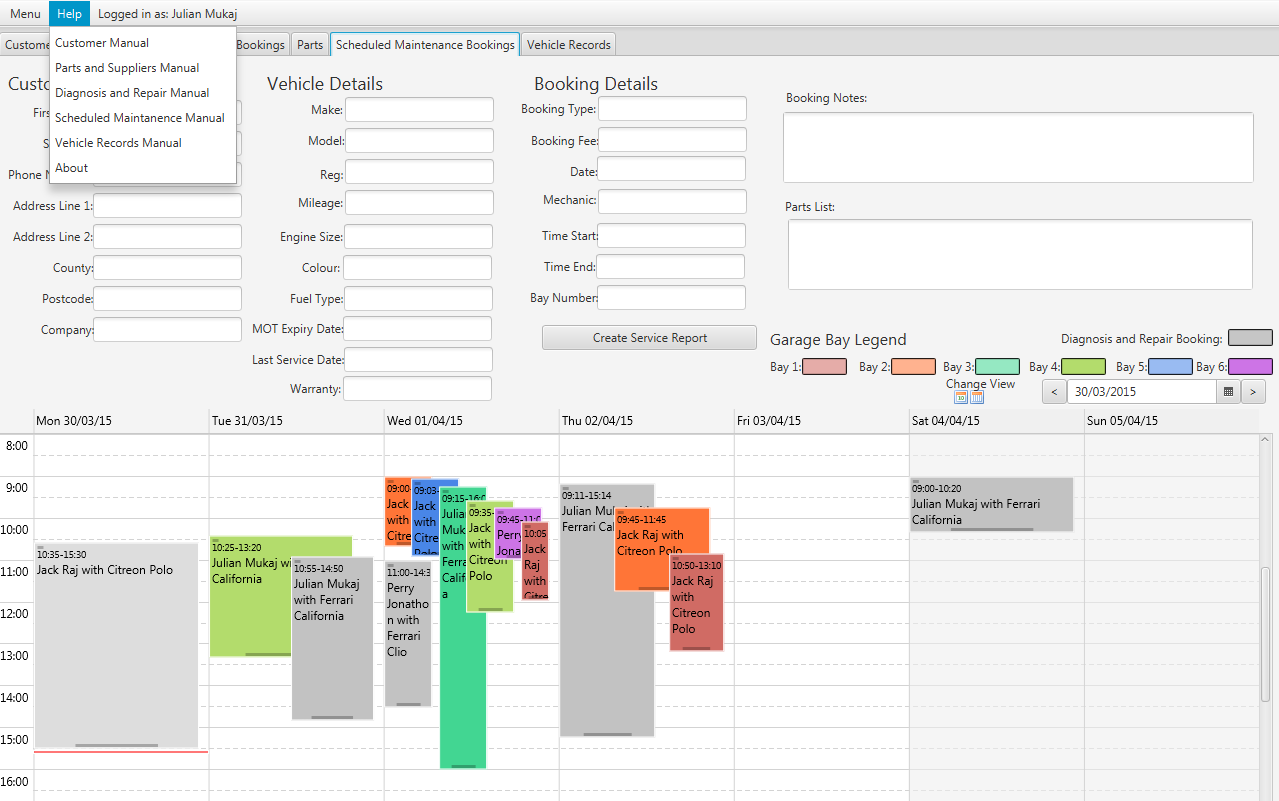 Menu Help Logged in as: Julian Mukaj
Customer Manual
Parts and Suppliers Manual
Diagnosis and Repair Manual
Scheduled Maintanence Manual
Vehicle Records Manual
About
Bookings Parts Scheduled Maintenance Bookings Vehicle Records
Phone
Address Line 1:
Address Line 2:
County:
Postcode:
Company:
Vehicle Details
Make:
Model:
Reg:
Mileage:
Engine Size:
Colour:
Fuel Type:
MOT Expiry Date:
Last Service Date:
Warranty:
Booking Details
Booking Type:
Booking Fee:
Date:
Mechanic:
Time Start:
Time End:
Bay Number:
Create Service Report
Booking Notes:
Parts List:
Garage Bay Legend
Diagnosis and Repair Booking:
Bay 1: Bay 2: Bay 3: Bay 4: Bay 5: Bay 6:
Change View
< 30/03/2015 >
Mon 30/03/15 Tue 31/03/15 Wed 01/04/15 Thu 02/04/15 Fri 03/04/15 Sat 04/04/15 Sun 05/04/15
8:00
9:00
10:00
11:00
12:00
13:00
14:00
15:00
16:00
10:35-15:30
Jack Raj with Citreon Polo
10:25-13:20
Julian Mukaj wi
California
10:55-14:50
Julian Mukaj
with Ferrari
California
09:00-
Jack
with
Citre
09:03-
Jack
with
Citre
Polo
11:00-14:3
Perry
Jonatho
n with
Ferrari
Clio
09:15-16:0
Julia
Muk
with
Ferra
Califo
a
09:35-
Jack
with
Citreon
Polo
09:45-11:0
Perry
Jona
10:05
Jack
Raj
with
Citre
09:11-15:14
Julian Mu
Ferrari Cal
09:45-11:45
Jack Raj with
Citreon Polo
10:50-13:10
Jack Raj
with
Citreon
Polo
09:00-10:20
Julian Mukaj with Ferrari
California